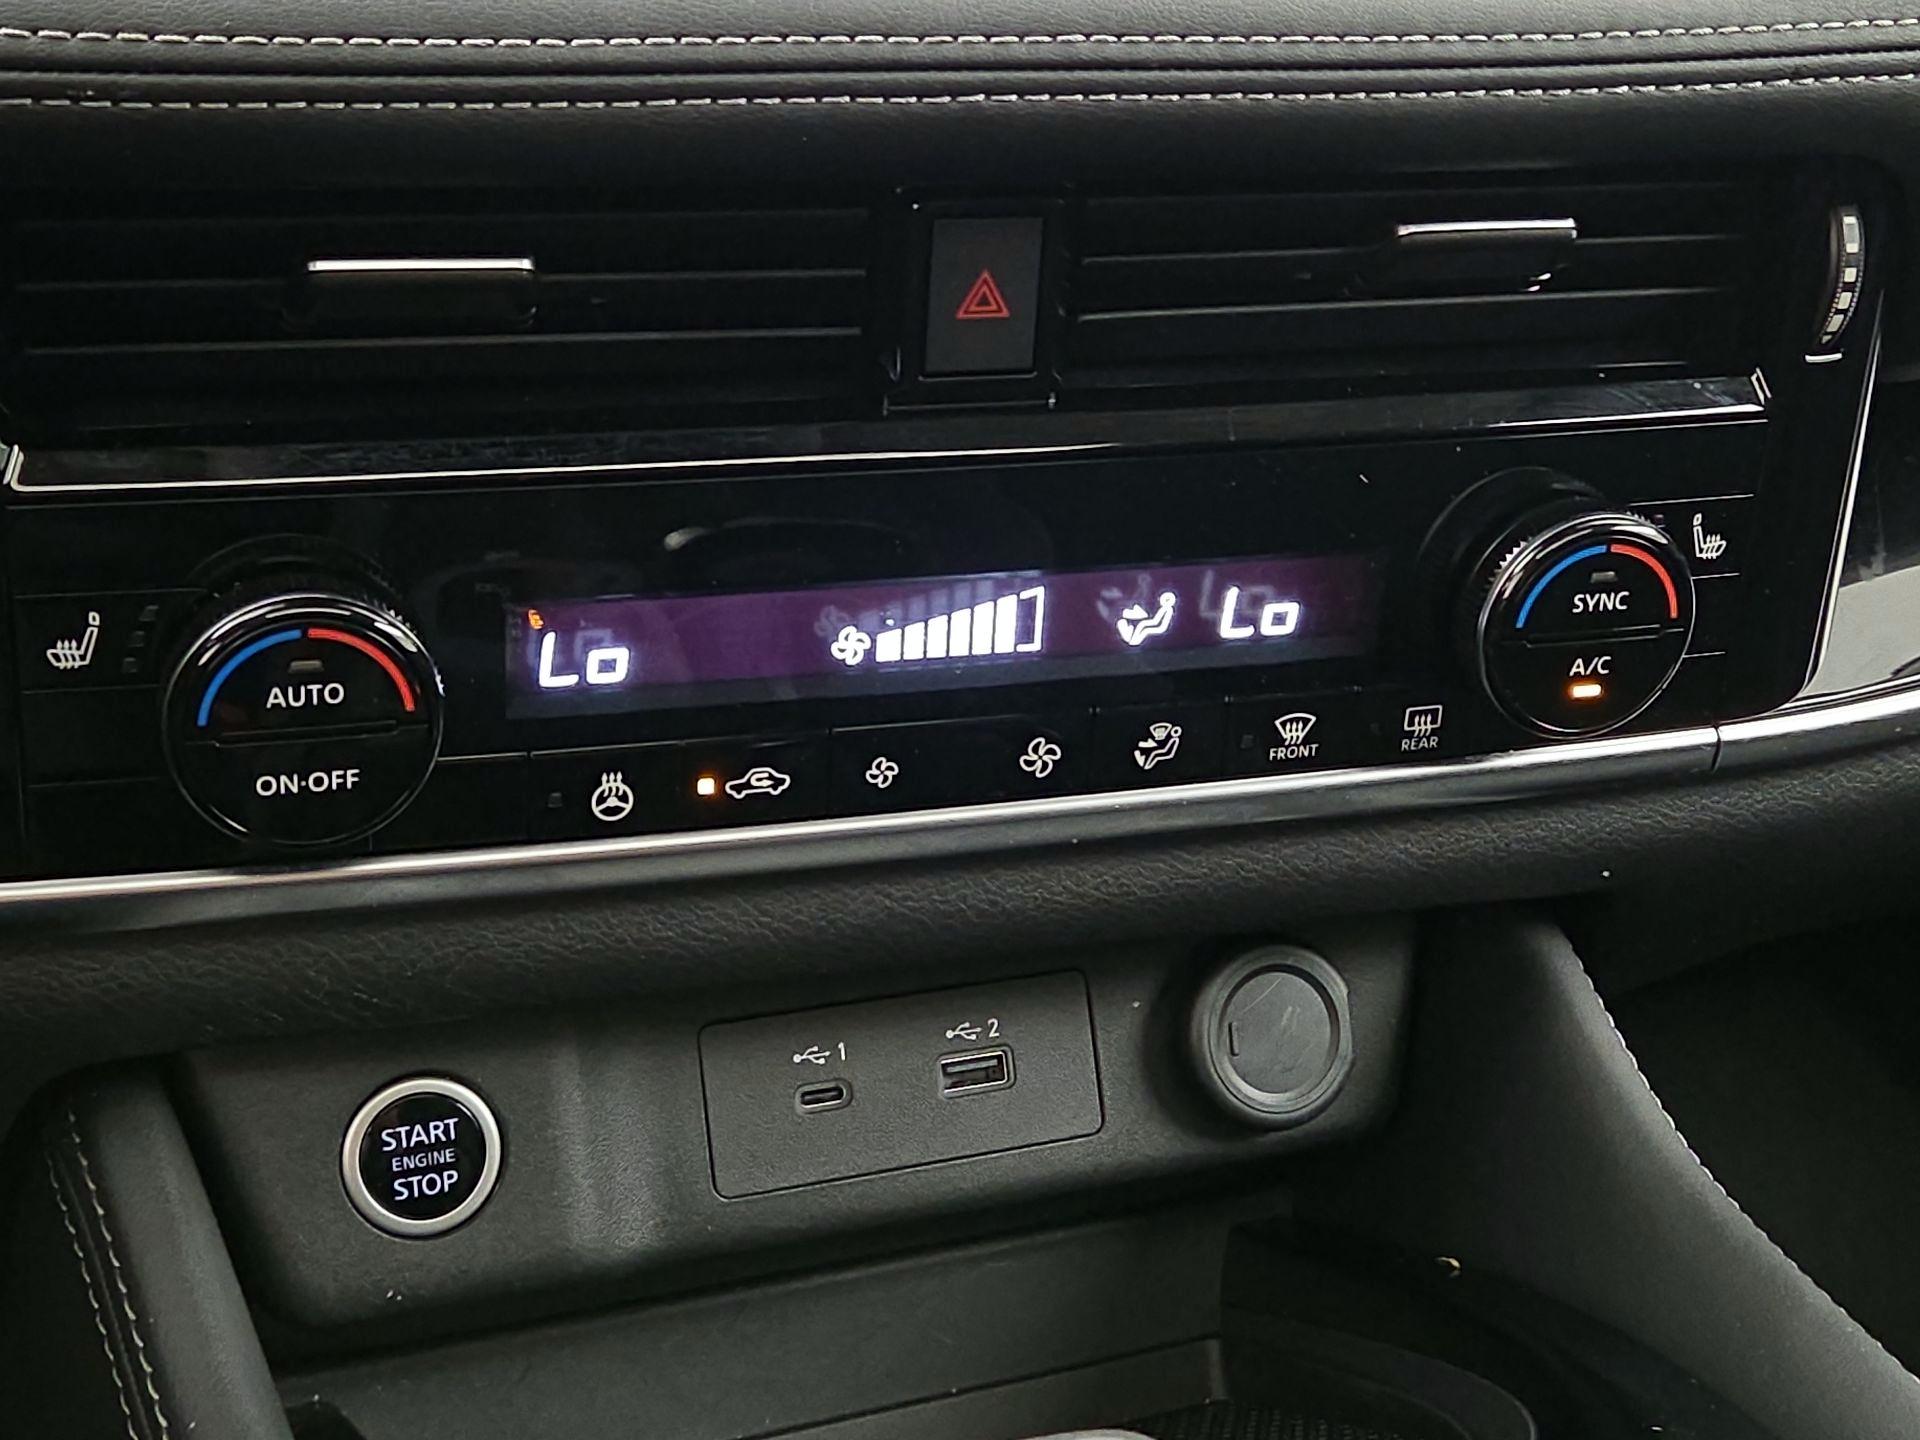 SYNC
Lo
Lo
A/C
AUTO
FRONT
REAR
ON·OFF
1
2
START
ENGINE
STOP